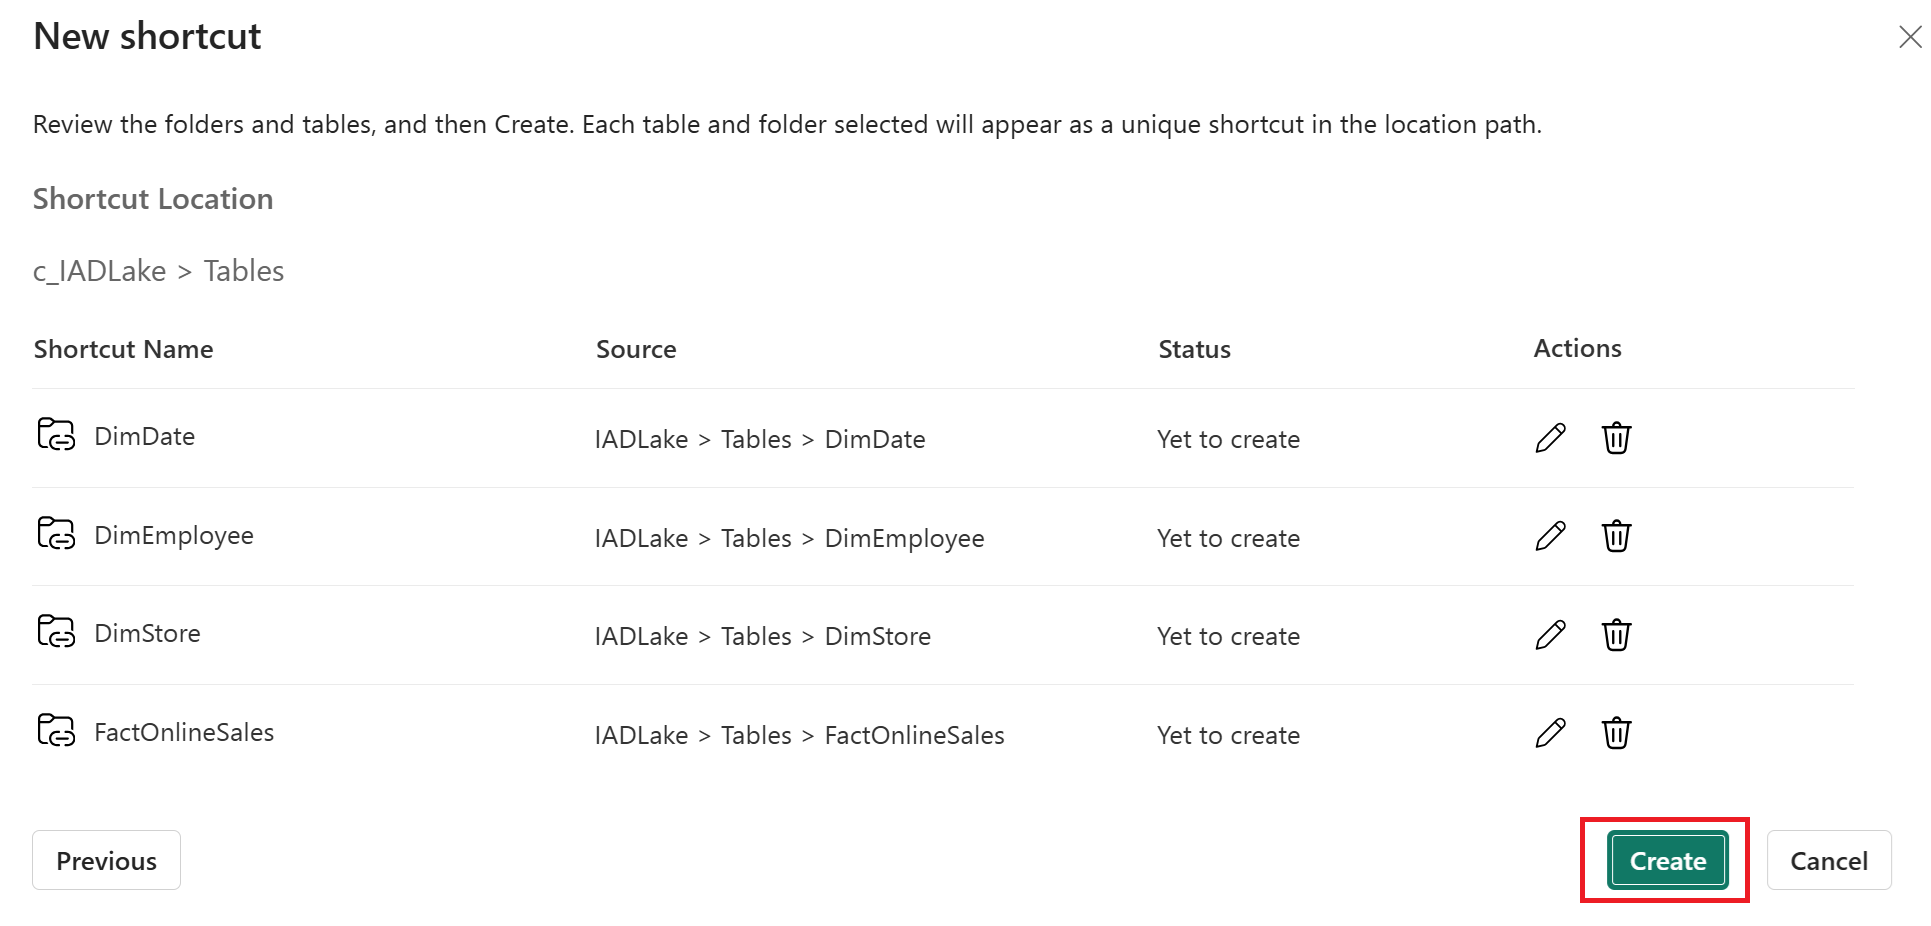 New shortcut
Review the folders and tables, and then Create. Each table and folder selected will appear as a unique shortcut in the location path.
Shortcut Location
c_IADLake > Tables
Shortcut Name Source Status Actions
DimDate IADLake > Tables > DimDate Yet to create
DimEmployee IADLake > Tables > DimEmployee Yet to create
DimStore IADLake > Tables > DimStore Yet to create
FactOnlineSales IADLake > Tables > FactOnlineSales Yet to create
Previous Create Cancel